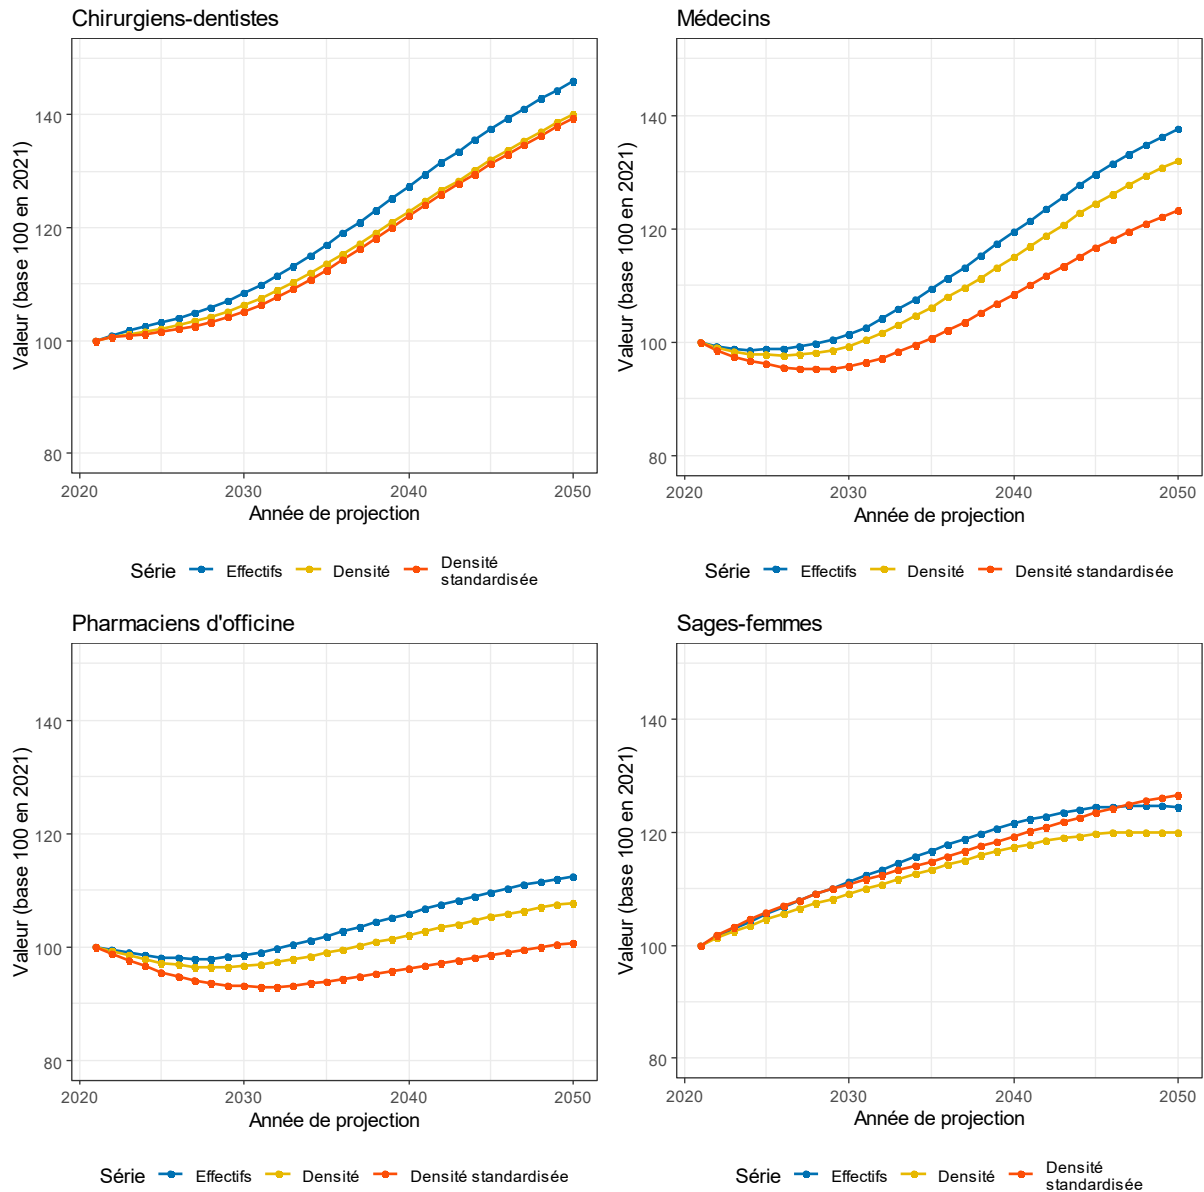 Chirurgiens-dentistes
Valeur (base 100 en 2021)
140
120
100
80
2020
2030
2040
2050
Année de projection
Série
Effectifs
Densité
Densité
standardisée
Médecins
Valeur (base 100 en 2021)
140
120
100
80
2020
2030
2040
2050
Année de projection
Série
Effectifs
Densité
Densité standardisée
Pharmaciens d'officine
Valeur (base 100 en 2021)
140
120
100
80
2020
2030
2040
2050
Année de projection
Série
Effectifs
Densité
Densité standardisée
Sages-femmes
Valeur (base 100 en 2021)
140
120
100
80
2020
2030
2040
2050
Année de projection
Série
Effectifs
Densité
Densité
standardisée